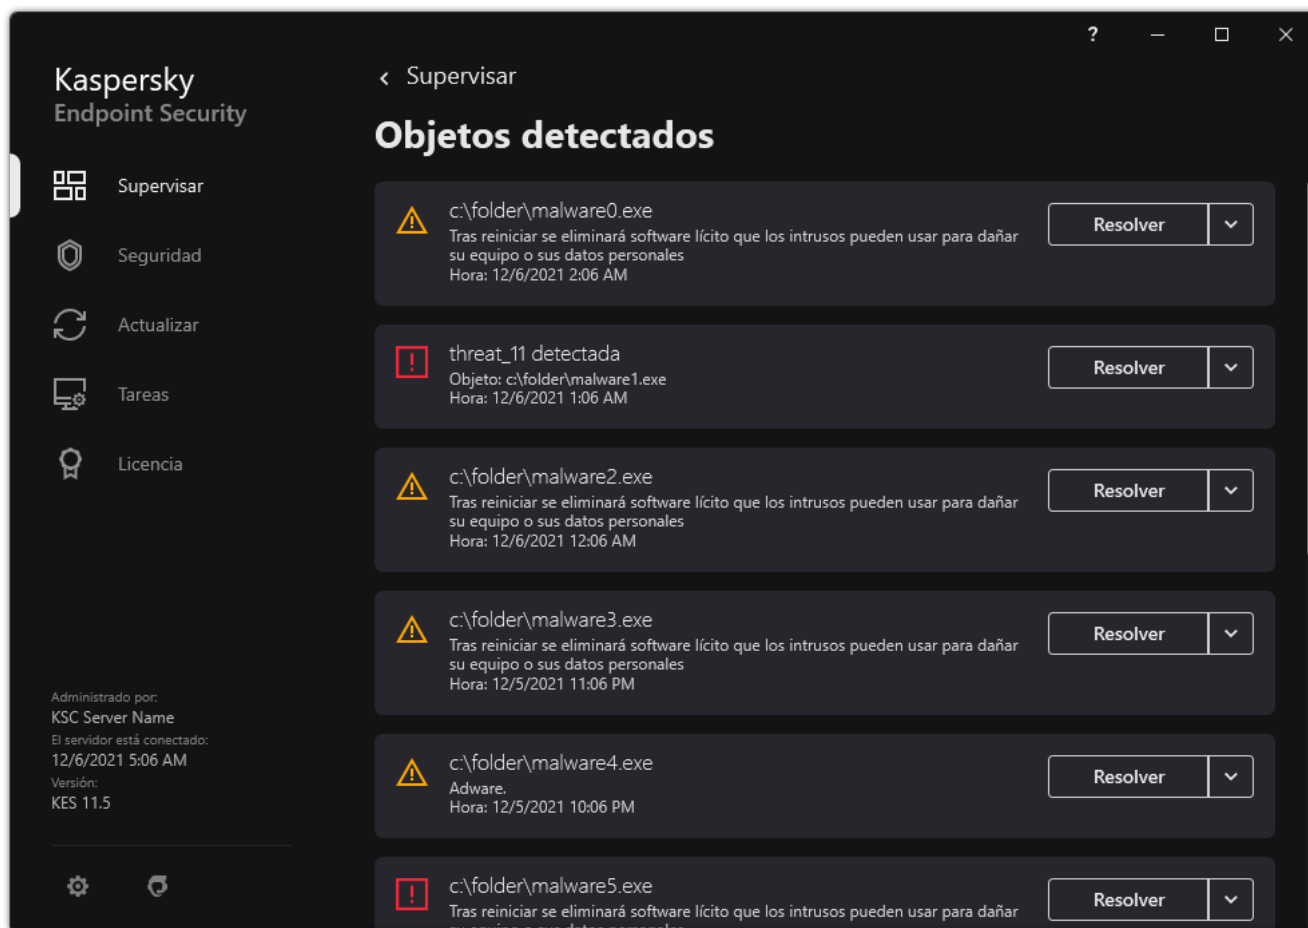 ?
Kaspersky
Endpoint Security
Supervisar
Seguridad
Actualizar
Tareas
Licencia
Administrado por:
KSC Server Name
El servidor está conectado:
12/6/2021 5:06 AM
Versión:
KES 11.5
Supervisar
Objetos detectados
c:\folder\malware0.exe
Tras reiniciar se eliminará software lícito que los intrusos pueden usar para dañar
su equipo o sus datos personales
Hora: 12/6/2021 2:06 AM
Resolver
threat_11 detectada
Objeto: c:\folder\malware1.exe
Hora: 12/6/2021 1:06 AM
Resolver
c:\folder\malware2.exe
Tras reiniciar se eliminará software lícito que los intrusos pueden usar para dañar
su equipo o sus datos personales
Hora: 12/6/2021 12:06 AM
Resolver
c:\folder\malware3.exe
Tras reiniciar se eliminará software lícito que los intrusos pueden usar para dañar
su equipo o sus datos personales
Hora: 12/5/2021 11:06 PM
Resolver
c:\folder\malware4.exe
Adware.
Hora: 12/5/2021 10:06 PM
Resolver
c:\folder\malware5.exe
Tras reiniciar se eliminará software lícito que los intrusos pueden usar para dañar
Resolver